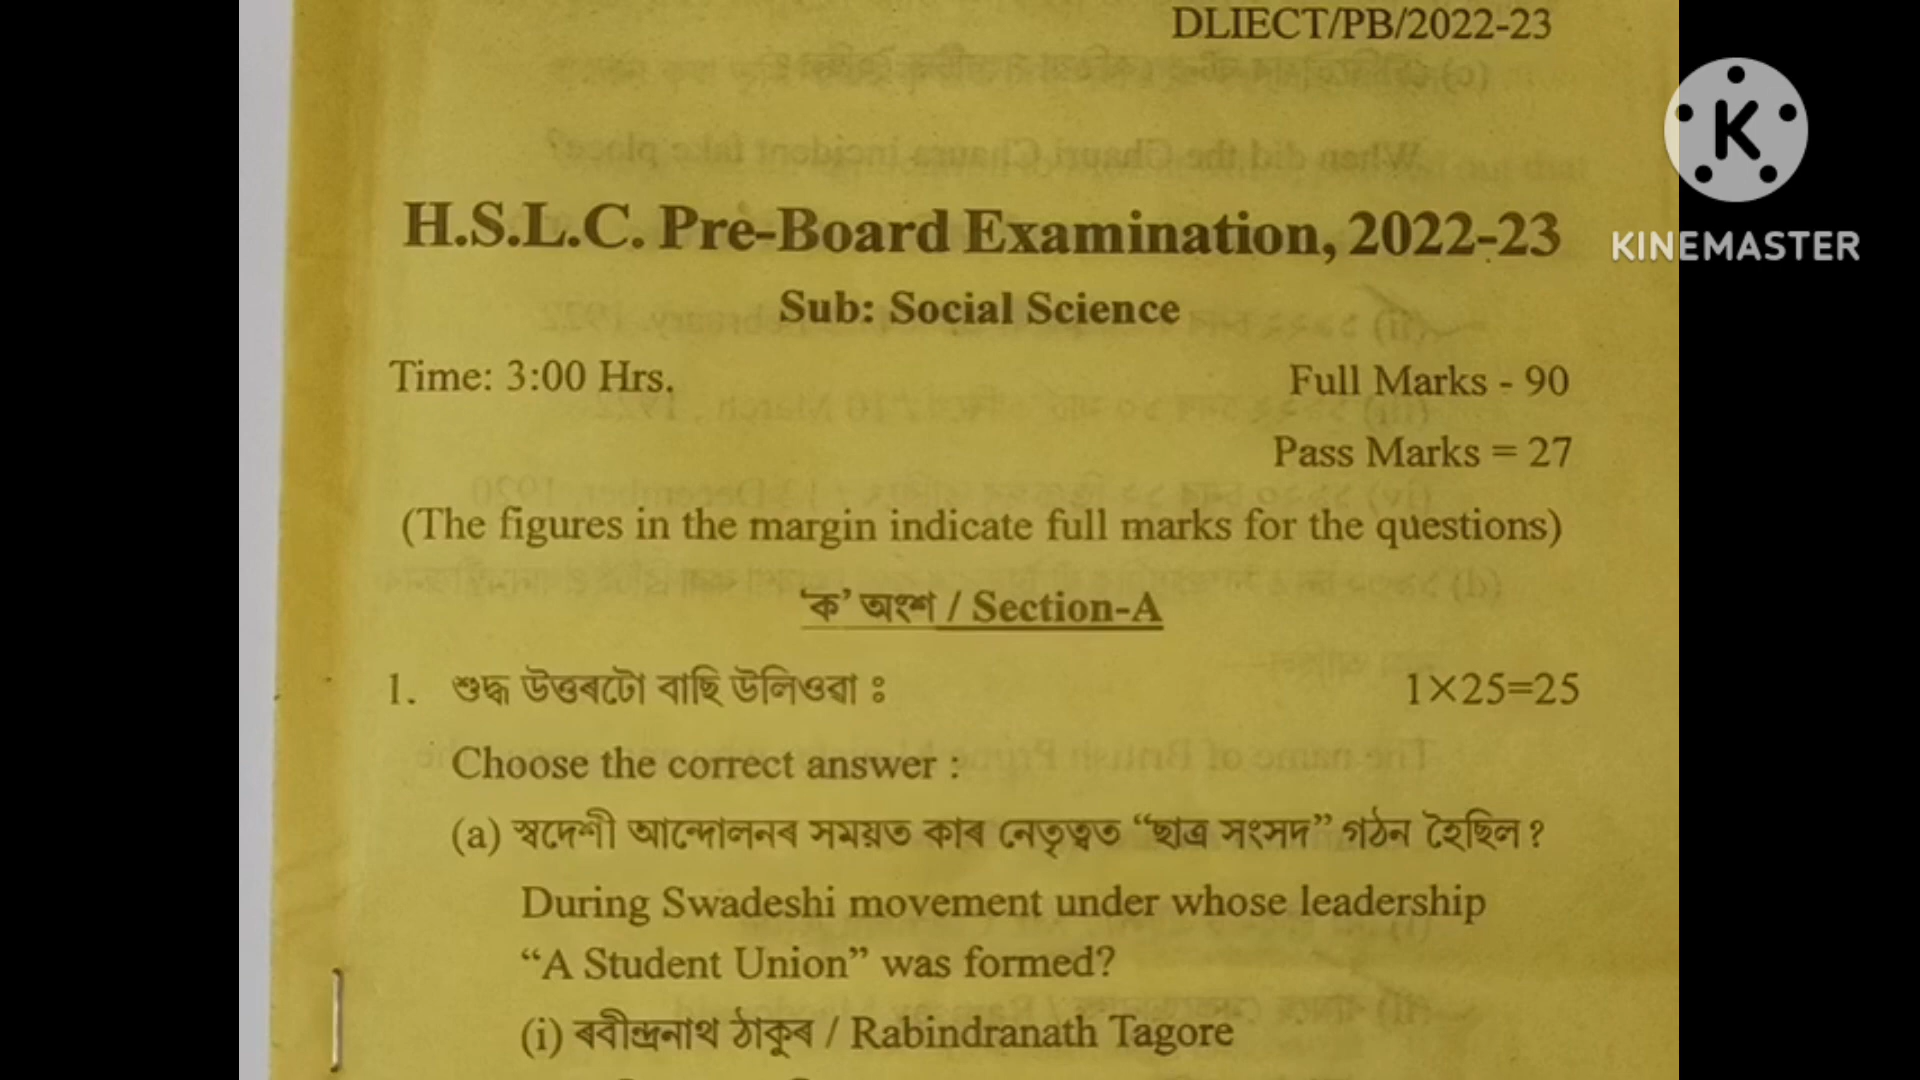 DLIECT/PB/2022-23
K
KINEMASTER
H.S.L.C. Pre-Board Examination, 2022-23
Sub: Social Science
Time: 3:00 Hrs.
Full Marks - 90
Pass Marks = 27
(The figures in the margin indicate full marks for the questions)
'ক' অংশ / Section-A
1. শুদ্ধ উত্তৰটো বাছি উলিওৱা ঃ 1×25=25
Choose the correct answer :
(a) স্বদেশী আন্দোলনৰ সময়ত কাৰ নেতৃত্বত “ছাত্ৰ সংসদ” গঠন হৈছিল?
During Swadeshi movement under whose leadership
“A Student Union” was formed?
(i) ৰবীন্দ্ৰনাথ ঠাকুৰ / Rabindranath Tagore